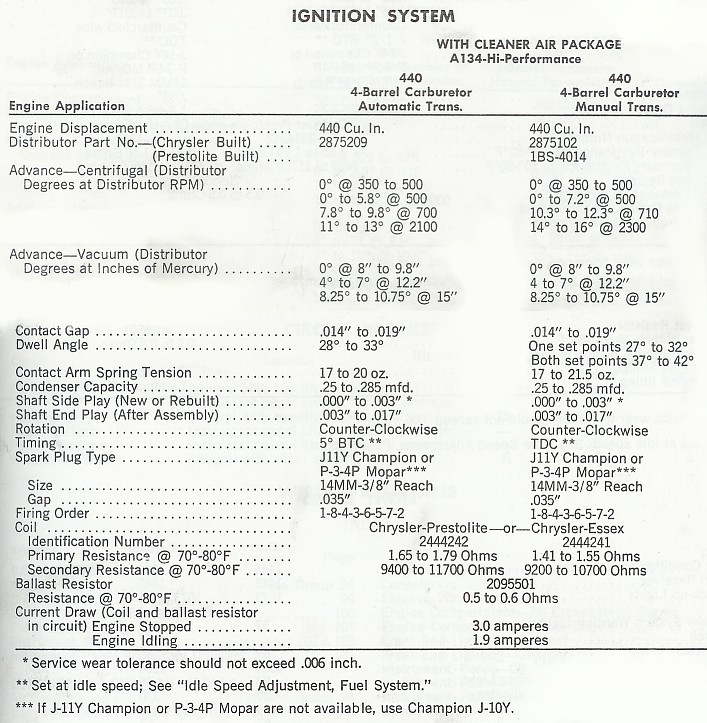 IGNITION SYSTEM
WITH CLEANER AIR PACKAGE
A134-Hi-Performance
440 440
4-Barrel Carburetor 4-Barrel Carburetor
Engine Application Automatic Trans. Manual Trans.
Engine Displacement .................. 440 Cu. In. 440 Cu. In.
Distributor Part No.—(Chrysler Built) ..... 2875209 2875102
(Prestolite Built) .... 1BS-4014
Advance—Centrifugal (Distributor
Degrees at Distributor RPM) ........... 0° @ 350 to 500 0° @ 350 to 500
0° to 5.8° @ 500 0° to 7.2° @ 500
7.8° to 9.8° @ 700 10.3° to 12.3° @ 710
11° to 13° @ 2100 14° to 16° @ 2300
Advance—Vacuum (Distributor
Degrees at Inches of Mercury) .......... 0° @ 8" to 9.8" 0° @ 8" to 9.8"
4° to 7° @ 12.2" 4 to 7° @ 12.2"
8.25° to 10.75° @ 15" 8.25° to 10.75° @ 15"
Contact Gap .......................... .014" to .019" .014" to .019"
Dwell Angle .......................... 28° to 33° One set points 27° to 32°
Both set points 37° to 42°
Contact Arm Spring Tension ............. 17 to 20 oz. 17 to 21.5 oz.
Condenser Capacity .................... .25 to .285 mfd. .25 to .285 mfd.
Shaft Side Play (New or Rebuilt) ......... .000" to .003" * .000" to .003" *
Shaft End Play (After Assembly) .......... .003" to .017" .003" to .017"
Rotation ............................. Counter-Clockwise Counter-Clockwise
Timing ............................... 5° BTC ** TDC **
Spark Plug Type ....................... J11Y Champion or J11Y Champion or
P-3-4P Mopar*** P-3-4P Mopar***
Size ............................... 14MM-3/8" Reach 14MM-3/8" Reach
Gap ............................... .035" .035"
Firing Order .......................... 1-8-4-3-6-5-7-2 1-8-4-3-6-5-7-2
Coil ................................. Chrysler-Prestolite—or—Chrysler-Essex
Identification Number ................ 2444242 2444241
Primary Resistance @ 70°-80°F ......... 1.65 to 1.79 Ohms 1.41 to 1.55 Ohms
Secondary Resistance @ 70°-80°F ....... 9400 to 11700 Ohms 9200 to 10700 Ohms
Ballast Resistor 2095501
Resistance @ 70°-80°F ................ 0.5 to 0.6 Ohms
Current Draw (Coil and ballast resistor
in circuit) Engine Stopped ............. 3.0 amperes
Engine Idling ............... 1.9 amperes
* Service wear tolerance should not exceed .006 inch.
** Set at idle speed; See "Idle Speed Adjustment, Fuel System."
*** If J-11Y Champion or P-3-4P Mopar are not available, use Champion J-10Y.